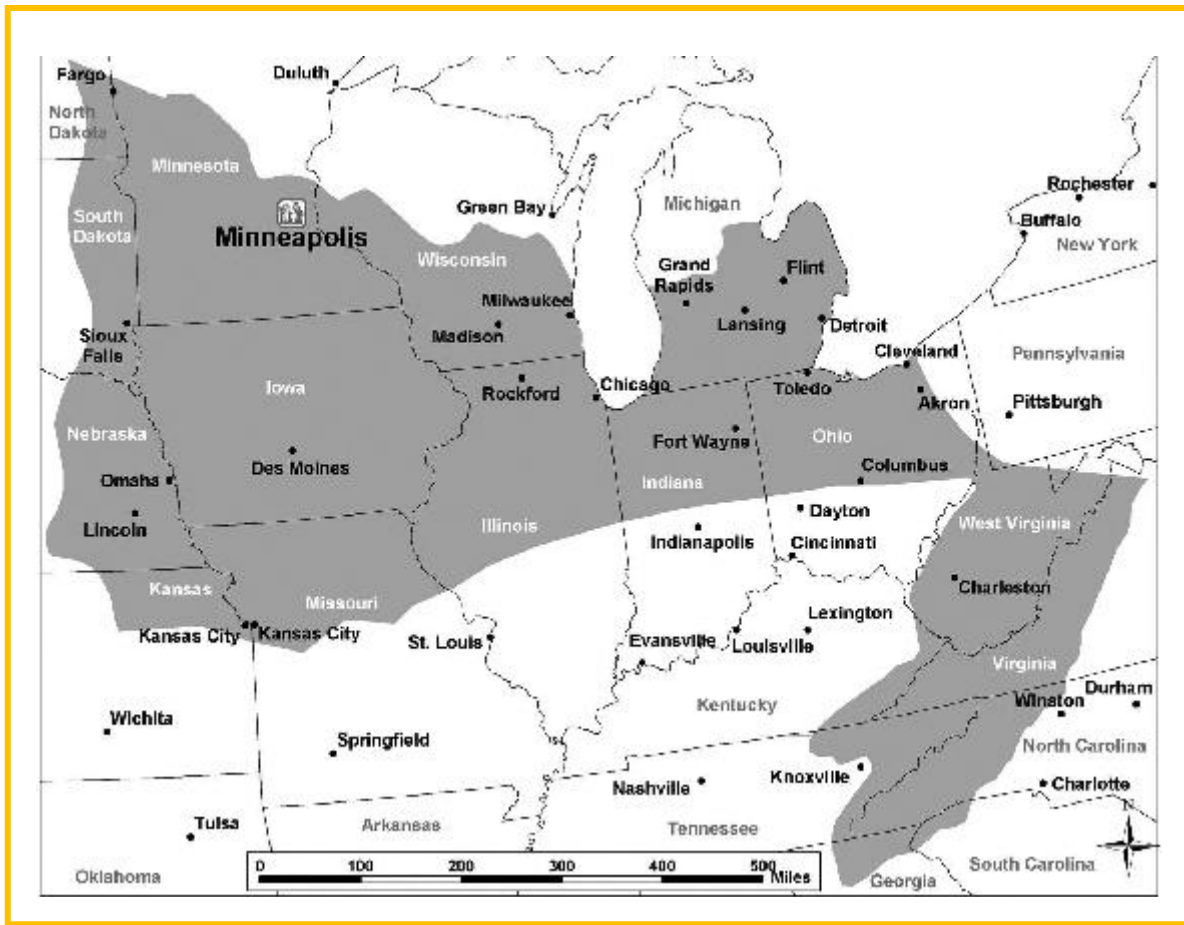 Duluth
Fargo
North
Dakota
Minnesota
Rochester
Michigan
Green Bay
South
Dakota
Buffalo
New York
Minneapolis
Wisconsin
Grand
Rapids
Flint
Milwaukee
Lansing
Detroit
Sioux
Falls
Madison
Cleveland
Pennsylvania
Iowa
Rockford
Chicago
Toledo
Akron
Pittsburgh
Nebraska
Fort Wayne
Ohio
Des Moines
Columbus
Omaha
Indiana
Lincoln
Illinois
Dayton
West Virginia
Indianapolis
Cincinnati
Kansas
Missouri
Charleston
Lexington
Kansas City
Kansas City
St. Louis
Evansville
Louisville
Virginia
Durham
Kentucky
Winston
Wichita
Springfield
North Carolina
Knoxville
Nashville
Charlotte
Tulsa
Arkansas
Tennessee
N
0 100 200 300 400 500
Miles
South Carolina
Oklahoma
Georgia